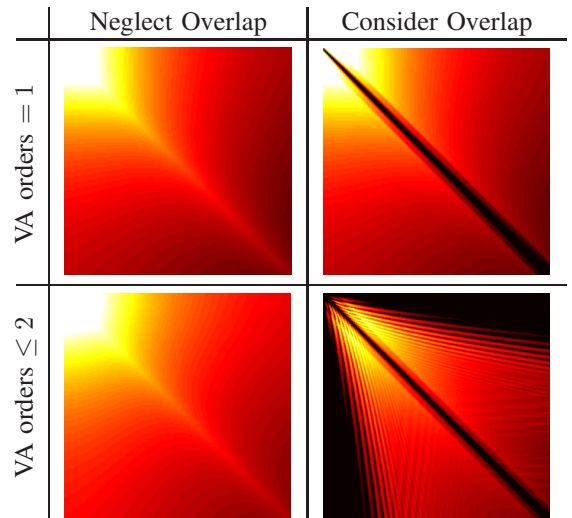 Neglect Overlap
Consider Overlap
VA orders = 1
VA orders ≤ 2